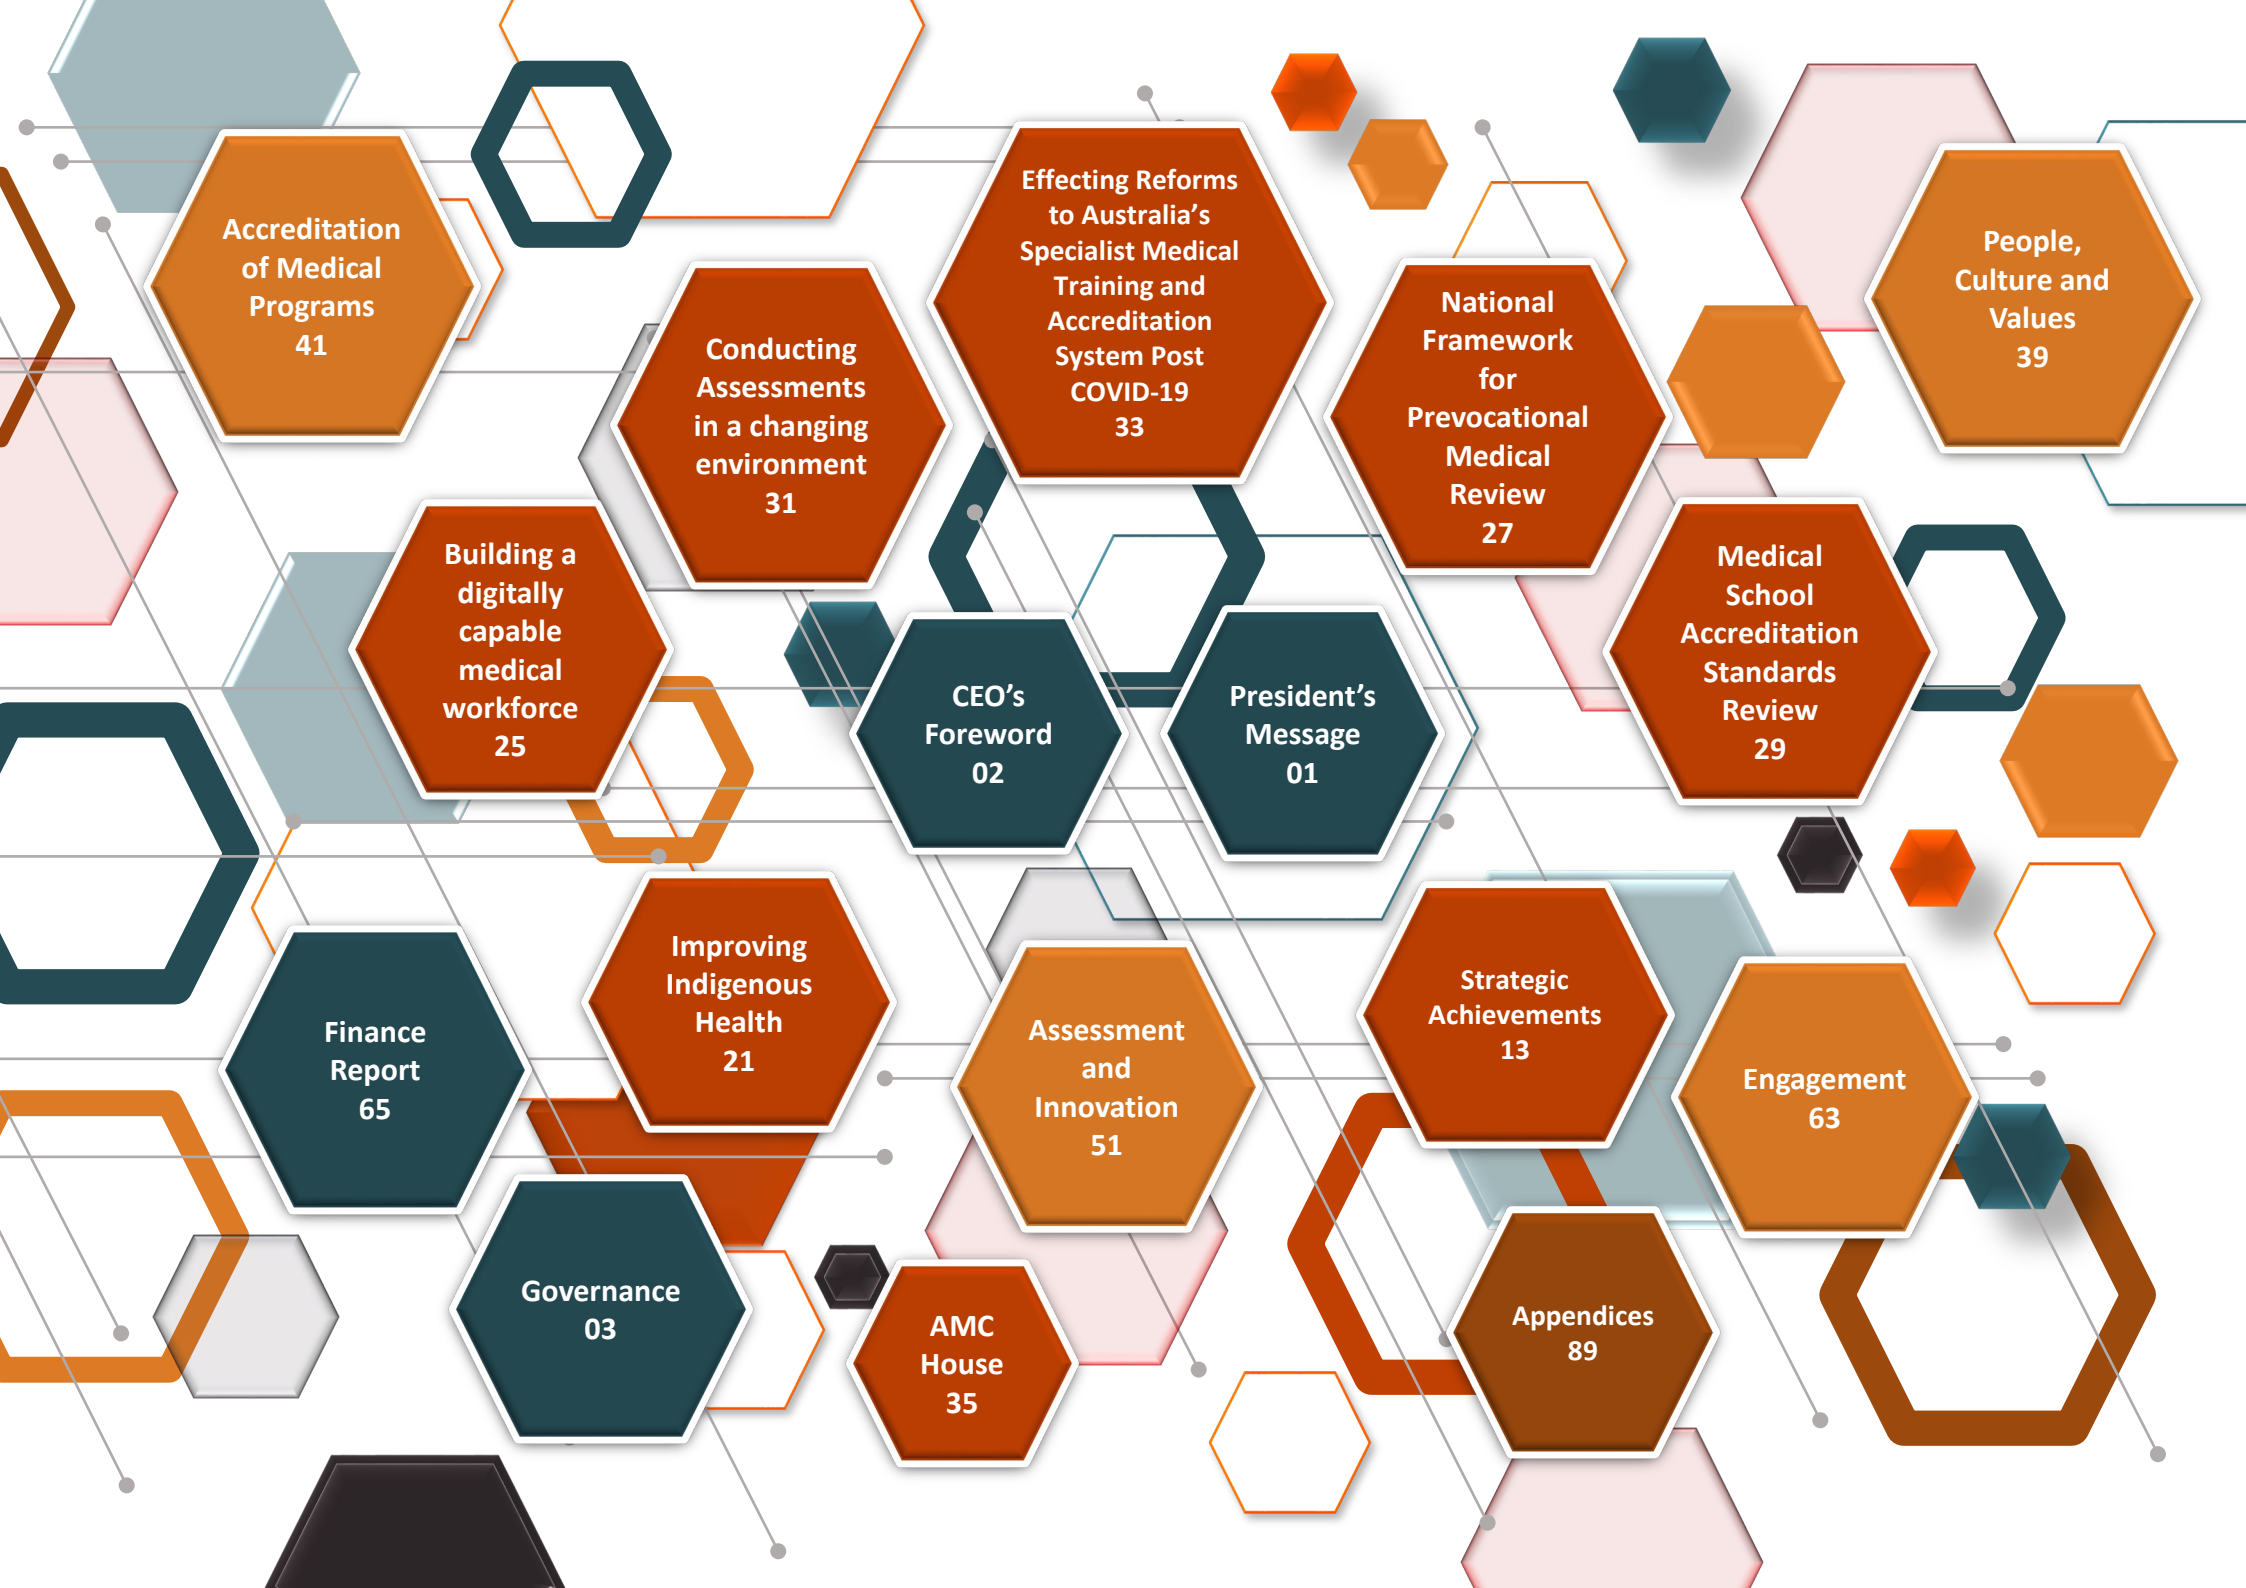 Accreditation
of Medical
Programs
41
Conducting
Assessments
in a changing
environment
31
Effecting Reforms
to Australia’s
Specialist Medical
Training and
Accreditation
System Post
COVID-19
33
National
Framework
for
Prevocational
Medical
Review
27
People,
Culture and
Values
39
Building a
digitally
capable
medical
workforce
25
CEO’s
Foreword
02
President’s
Message
01
Medical
School
Accreditation
Standards
Review
29
Finance
Report
65
Improving
Indigenous
Health
21
Assessment
and
Innovation
51
Strategic
Achievements
13
Engagement
63
Governance
03
AMC
House
35
Appendices
89